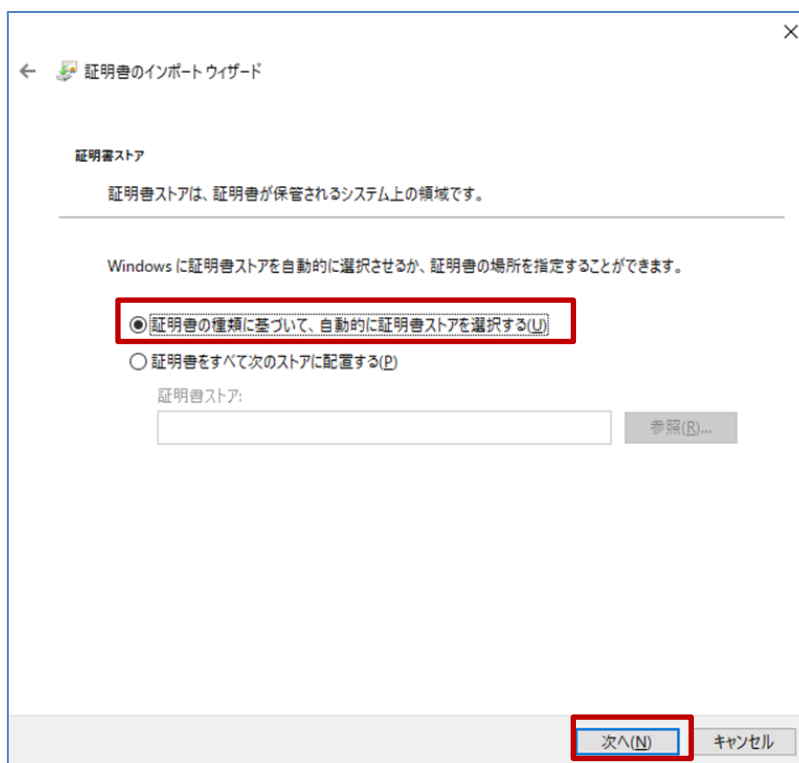 証明書のインポート ウィザード
証明書ストア
証明書ストアは、証明書が保管されるシステム上の領域です。
Windows に証明書ストアを自動的に選択させるか、証明書の場所を指定することができます。
証明書の種類に基づいて、自動的に証明書ストアを選択する(U)
証明書をすべて次のストアに配置する(P)
証明書ストア:
参照(R)...
次へ(N) キャンセル